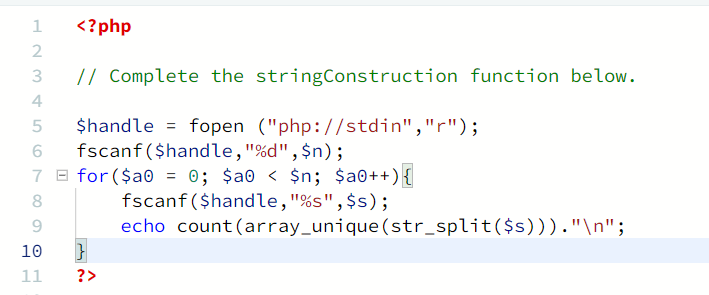 1 <?php
2
3 // Complete the stringConstruction function below.
4
5 $handle = fopen ("php://stdin","r");
6 fscanf($handle,"%d",$n);
7 for($a0 = 0; $a0 < $n; $a0++){
8 fscanf($handle,"%s",$s);
9 echo count(array_unique(str_split($s)))."\n";
10 }
11 ?>